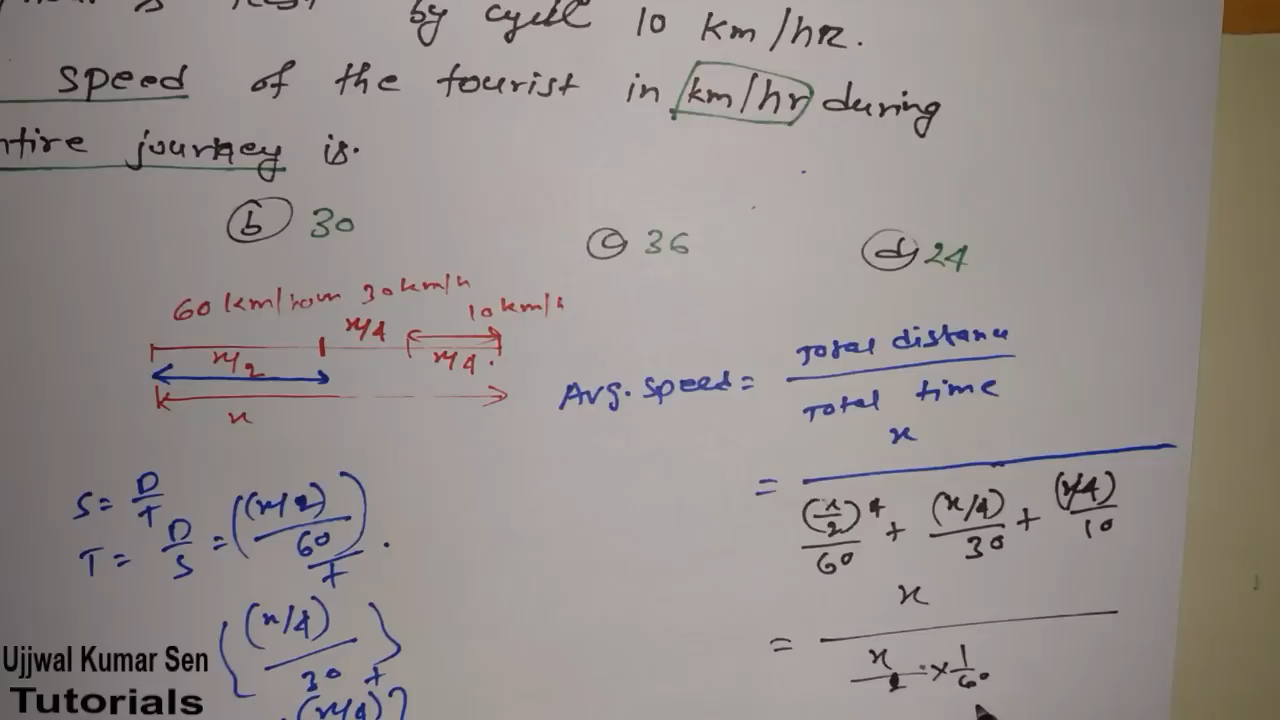 by cycle 10 km/hr.
speed of the tourist in km/hr during
ntire journey is.
(b) 30 (c) 36 (d) 24
60 km/hour 30 km/h 10 km/h
x/2 x/4 x/4.
x
Avg. speed = Total distance / Total time
= x / ((x/2)/60 + (x/4)/30 + (x/4)/10)
= x / (x/2 × 1/60
S = D/T
T = D/S = ((x/2)/60) +
{(x/4)/30} +
(x/4)
Ujjwal Kumar Sen
Tutorials